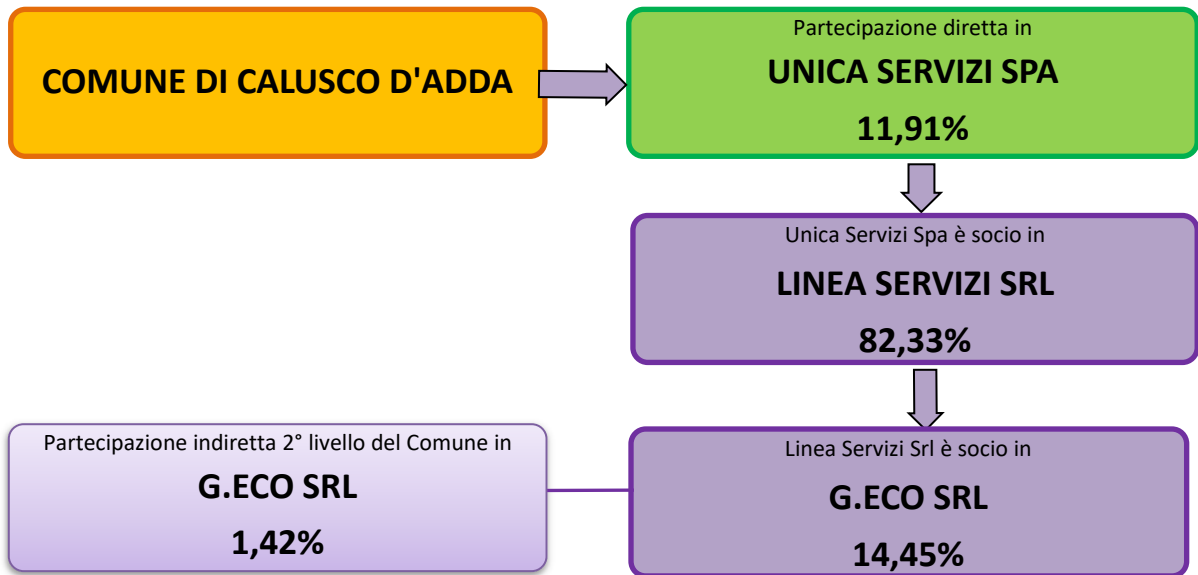 COMUNE DI CALUSCO D'ADDA
Partecipazione diretta in
UNICA SERVIZI SPA
11,91%
Unica Servizi Spa è socio in
LINEA SERVIZI SRL
82,33%
Partecipazione indiretta 2° livello del Comune in
G.ECO SRL
1,42%
Linea Servizi Srl è socio in
G.ECO SRL
14,45%